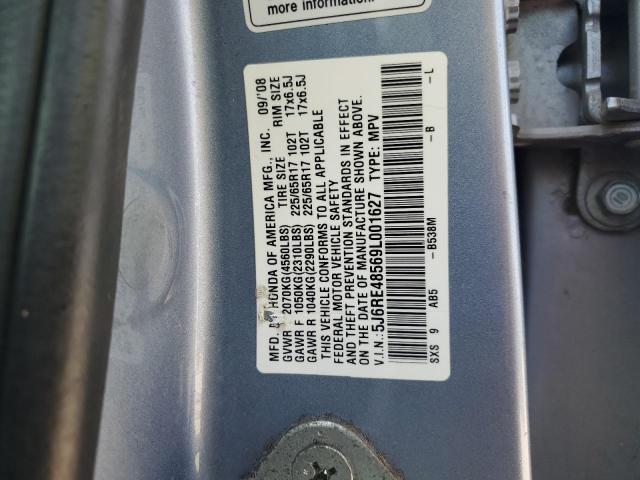 more information.
MFD. BY HONDA OF AMERICA MFG., INC. 09/'08
GVWR 2070KG(4560LBS) TIRE SIZE RIM SIZE
GAWR F 1050KG(2310LBS) 225/65R17 102T 17x6.5J
GAWR R 1040KG(2290LBS) 225/65R17 102T 17x6.5J
THIS VEHICLE CONFORMS TO ALL APPLICABLE
FEDERAL MOTOR VEHICLE SAFETY
AND THEFT PREVENTION STANDARDS IN EFFECT
ON THE DATE OF MANUFACTURE SHOWN ABOVE.
V.I.N.: 5J6RE48569L001627 TYPE: MPV
SXS 9 AB5 -B538M -B -L